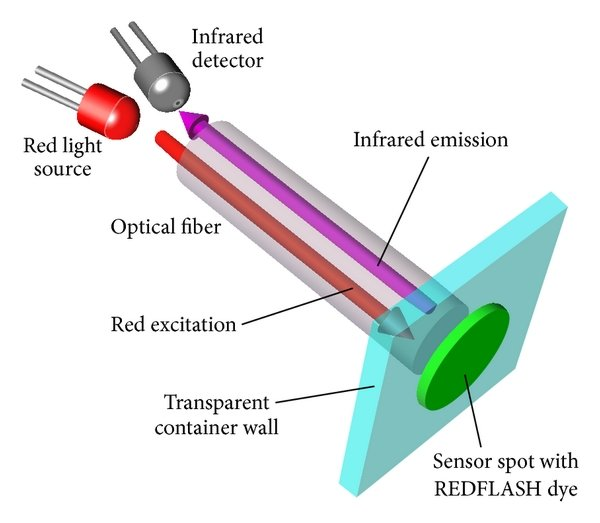 Infrared
detector
Red light
source
Infrared emission
Optical fiber
Red excitation
Transparent
container wall
Sensor spot with
REDFLASH dye